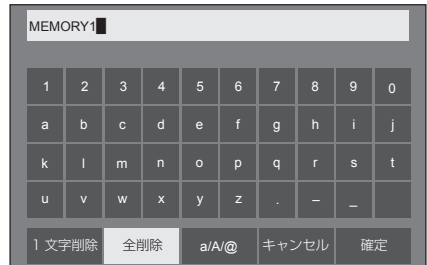 MEMORY1
1 2 3 4 5 6 7 8 9 0
a b c d e f g h i j
k l m n o p q r s t
u v w x y z . – _
1 文字削除 全削除 a/A/@ キャンセル 確定